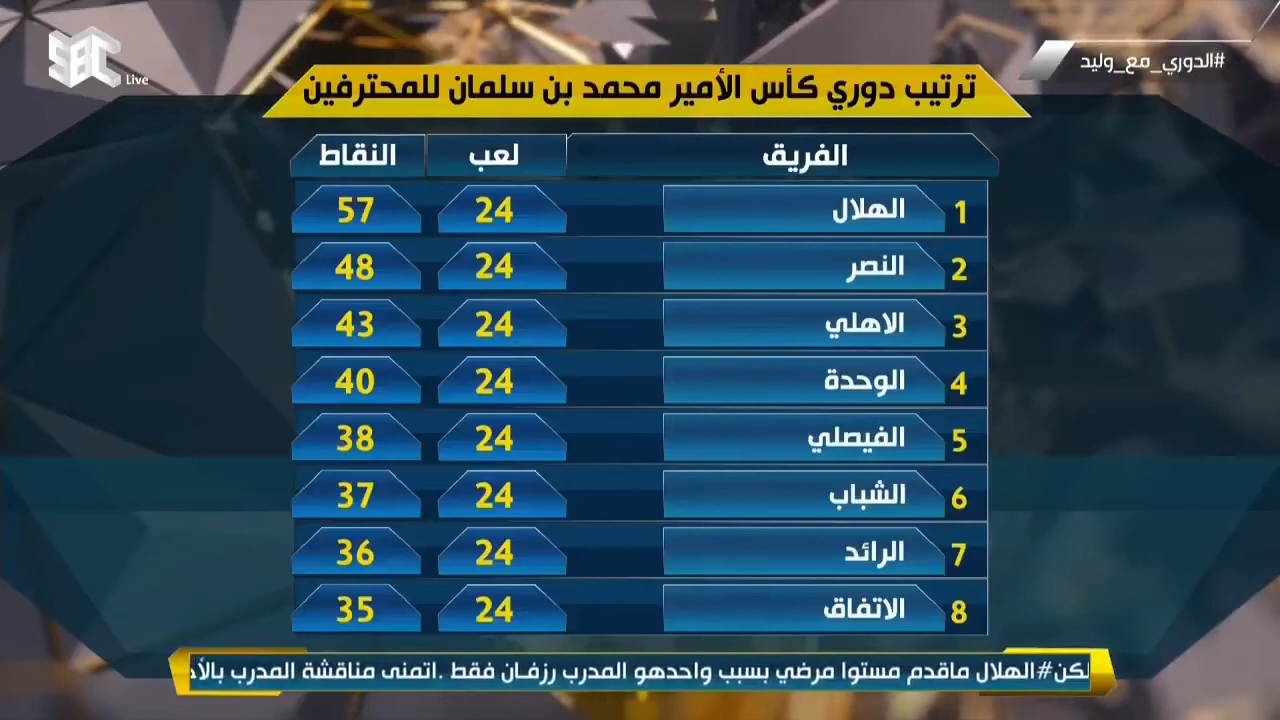 SBC Live
#الدوري_مع_وليد
ترتيب دوري كأس الأمير محمد بن سلمان للمحترفين
الفريق لعب النقاط
1 الهلال 24 57
2 النصر 24 48
3 الاهلي 24 43
4 الوحدة 24 40
5 الفيصلي 24 38
6 الشباب 24 37
7 الرائد 24 36
8 الاتفاق 24 35
لكن#الهلال ماقدم مستوا مرضي بسبب واحدهو المدرب رزفـان فقط .اتمنى مناقشة المدرب